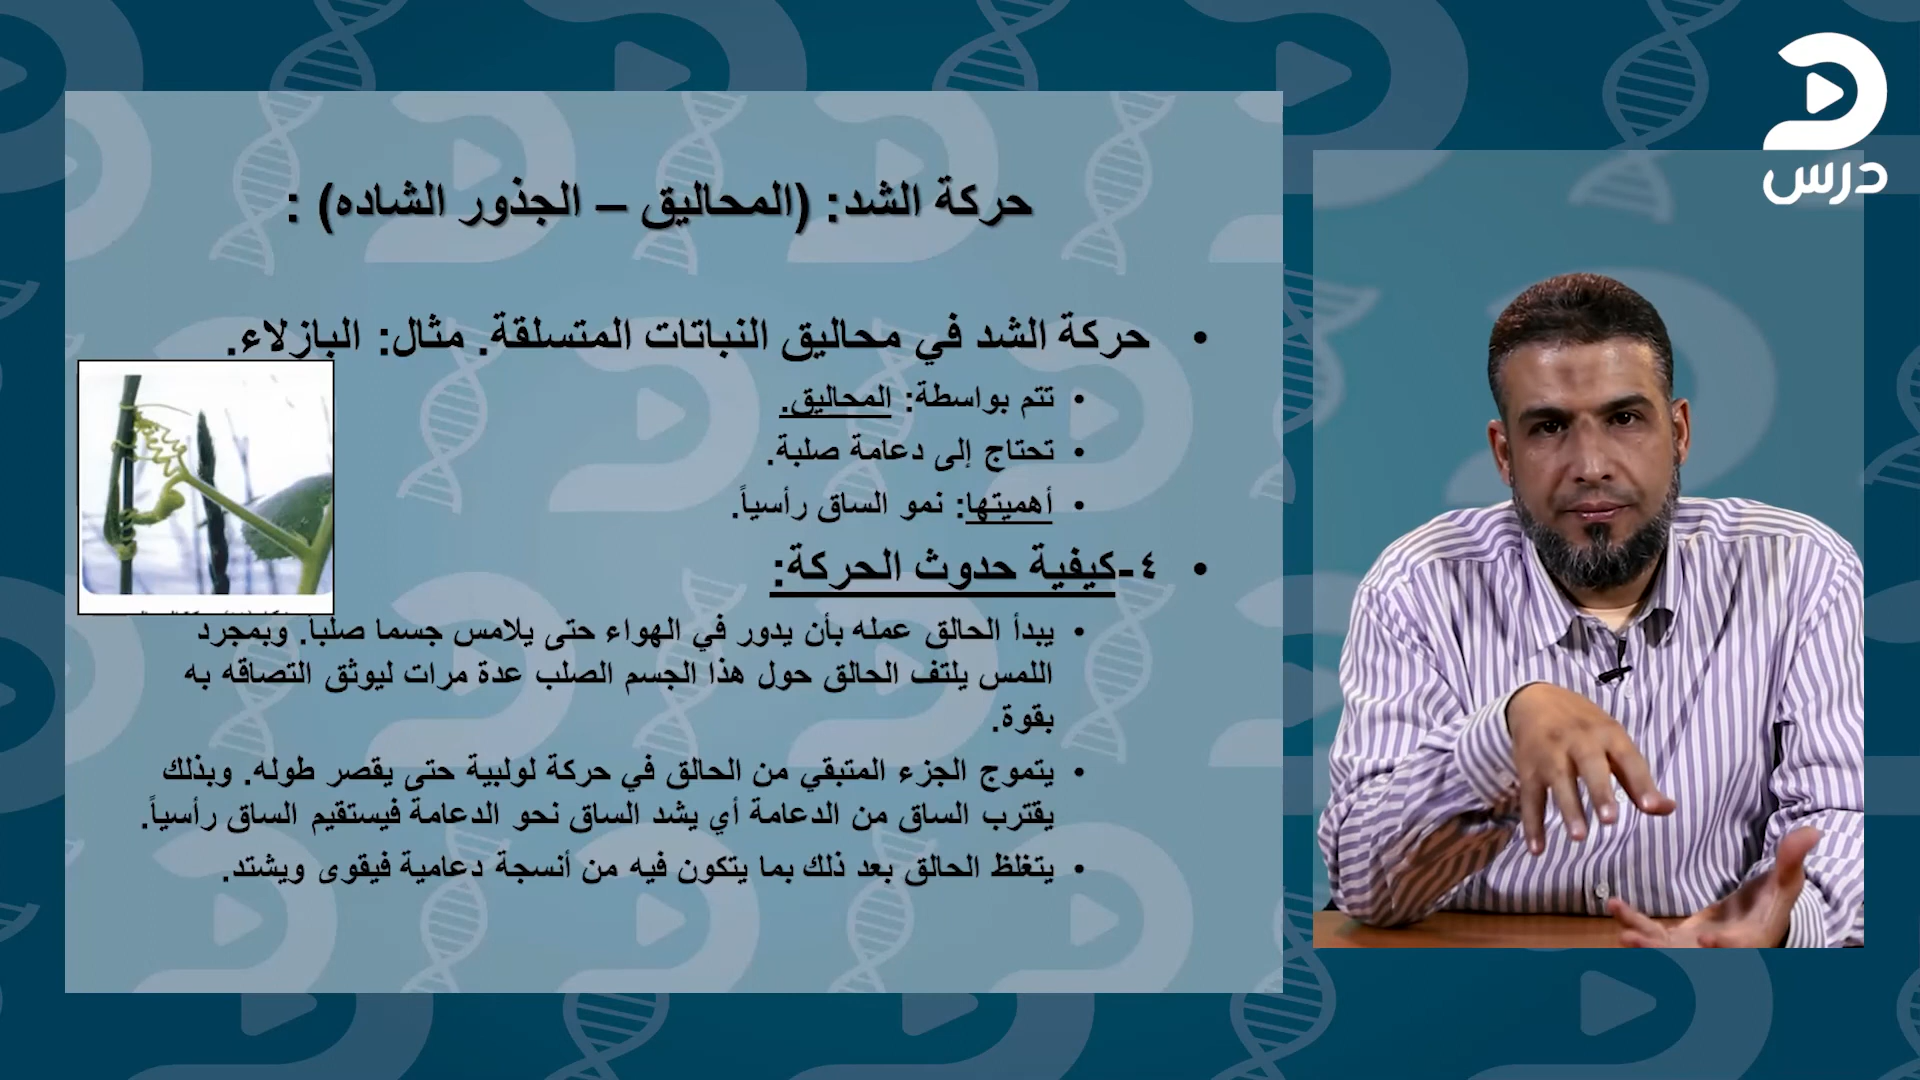 درس
حركة الشد: (المحاليق – الجذور الشاده) :
• حركة الشد في محاليق النباتات المتسلقة. مثال: البازلاء.
• تتم بواسطة: المحاليق.
• تحتاج إلى دعامة صلبة.
• أهميتها: نمو الساق رأسياً.
• ٤-كيفية حدوث الحركة:
• يبدأ الحالق عمله بأن يدور في الهواء حتى يلامس جسما صلباً. وبمجرد
اللمس يلتف الحالق حول هذا الجسم الصلب عدة مرات ليوثق التصاقه به
بقوة.
• يتموج الجزء المتبقي من الحالق في حركة لولبية حتى يقصر طوله. وبذلك
يقترب الساق من الدعامة أي يشد الساق نحو الدعامة فيستقيم الساق رأسياً.
• يتغلظ الحالق بعد ذلك بما يتكون فيه من أنسجة دعامية فيقوى ويشتد.